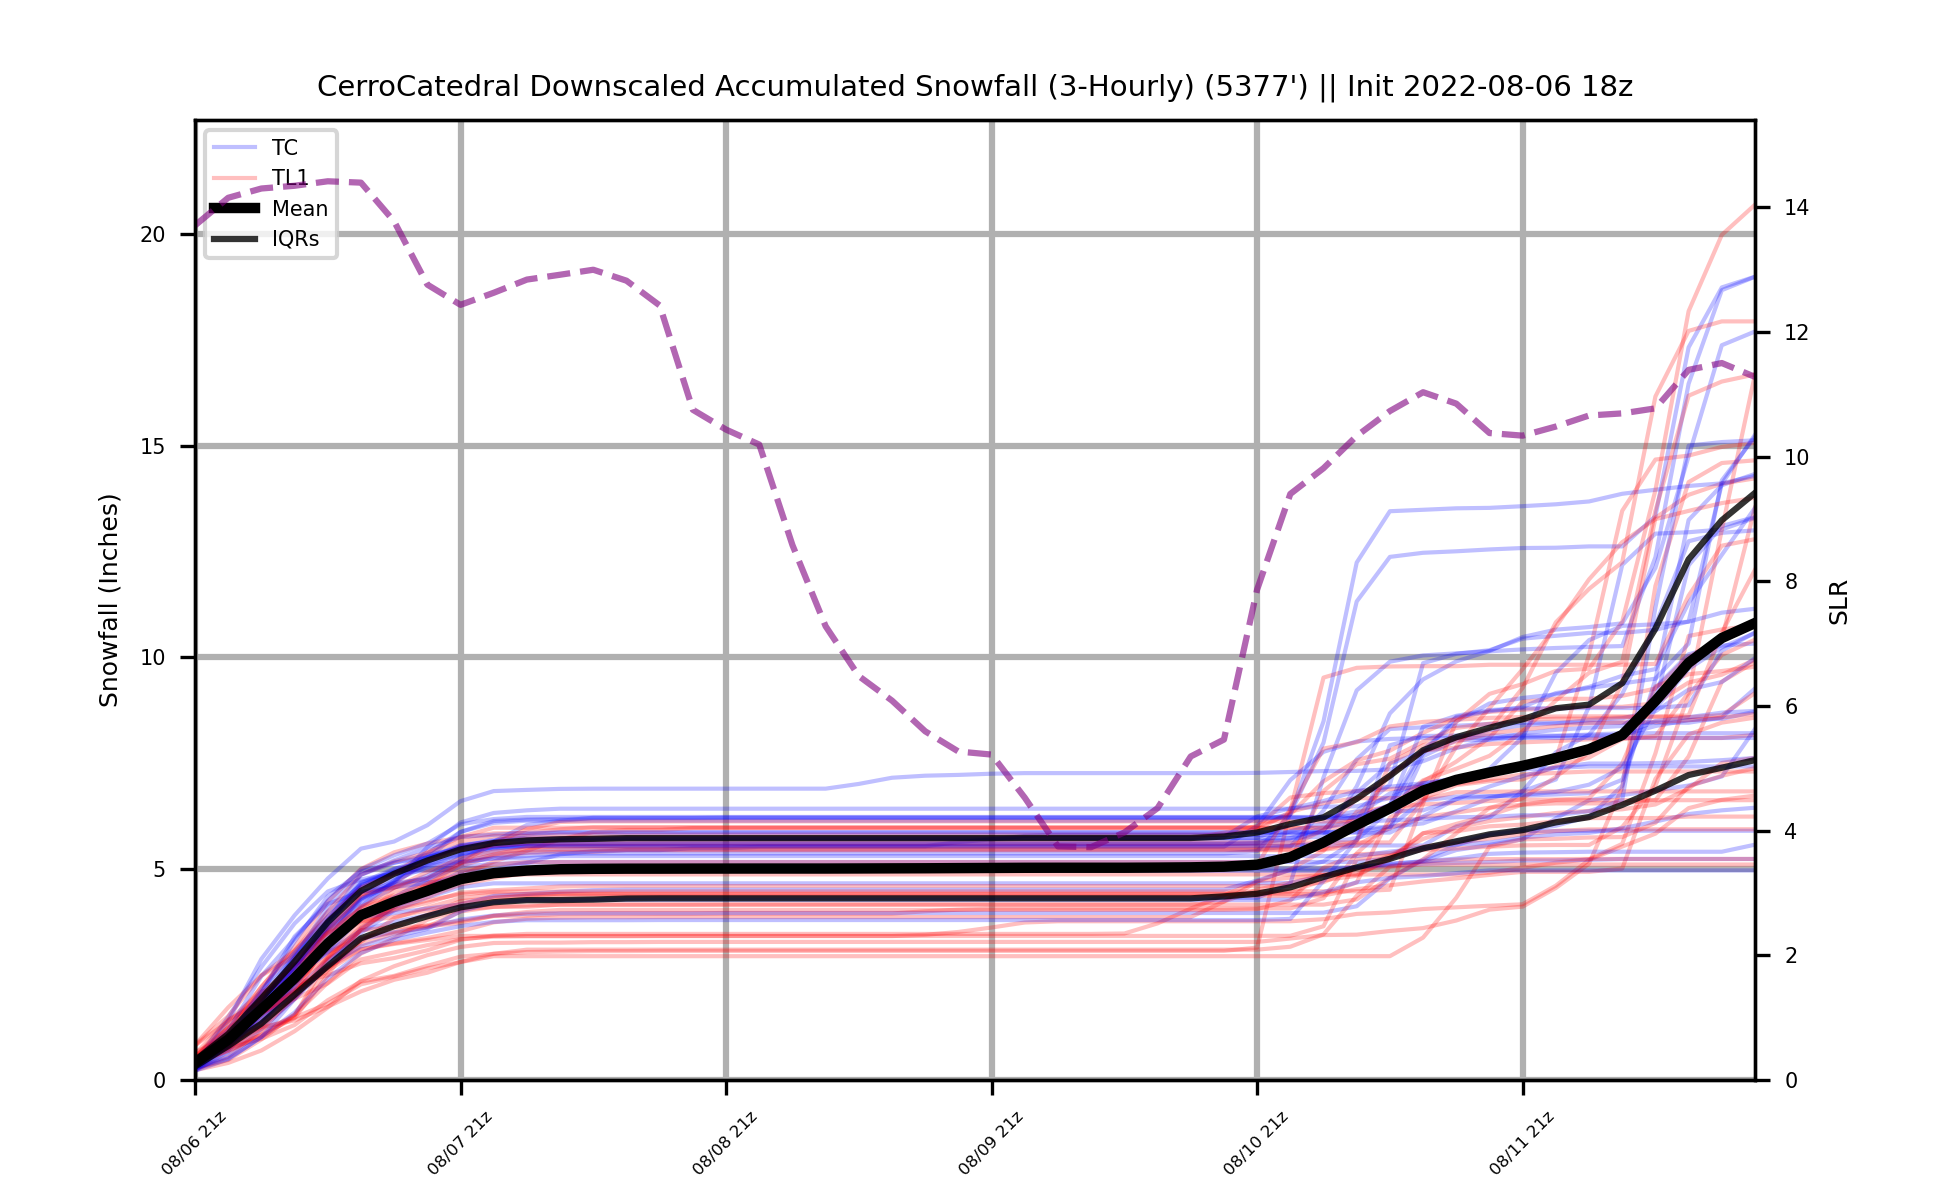 CerroCatedral Downscaled Accumulated Snowfall (3-Hourly) (5377') || Init 2022-08-06 18z
TC
TL1
Mean
IQRs
20
15
10
5
0
Snowfall (Inches)
14
12
10
8
6
4
2
0
SLR
08/06 21z
08/07 21z
08/08 21z
08/09 21z
08/10 21z
08/11 21z